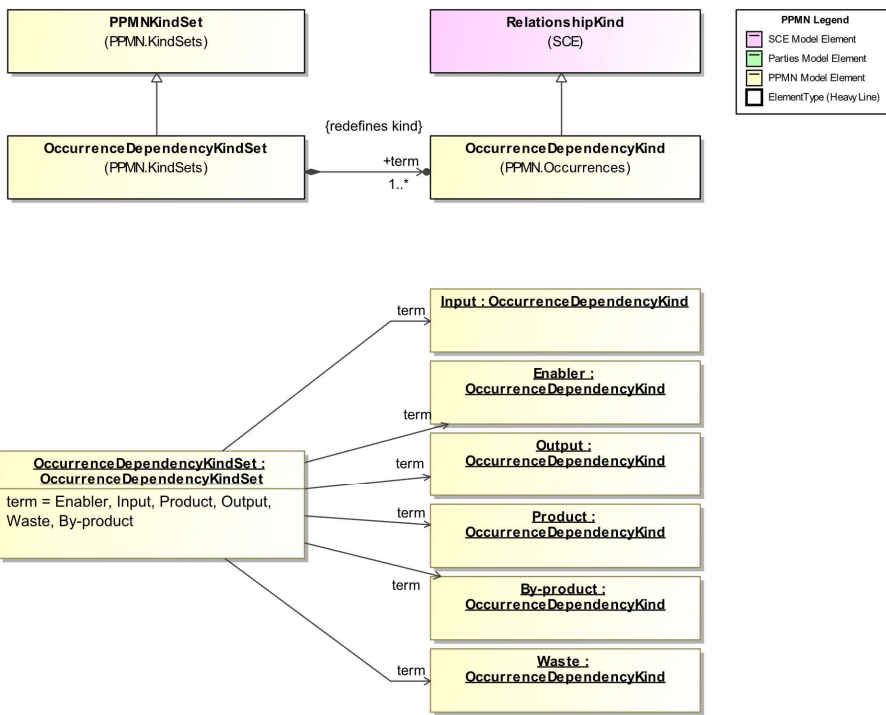 PPMNKindSet
(PPMN.KindSets)
RelationshipKind
(SCE)
PPMN Legend
SCE Model Element
Parties Model Element
PPMN Model Element
ElementType (Heavy Line)
{redefines kind}
OccurrenceDependencyKindSet
(PPMN.KindSets)
+term
1..*
OccurrenceDependencyKind
(PPMN.Occurrences)
Input : OccurrenceDependencyKind
term
Enabler :
OccurrenceDependencyKind
term
Output :
OccurrenceDependencyKind
term
OccurrenceDependencyKindSet :
OccurrenceDependencyKindSet
term = Enabler, Input, Product, Output,
Waste, By-product
Product :
OccurrenceDependencyKind
term
By-product :
OccurrenceDependencyKind
term
Waste :
OccurrenceDependencyKind
term